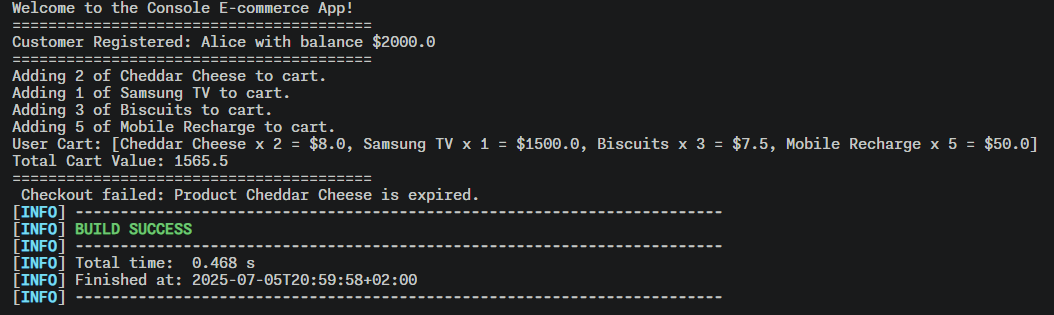 Welcome to the Console E-commerce App!
========================================
Customer Registered: Alice with balance $2000.0
========================================
Adding 2 of Cheddar Cheese to cart.
Adding 1 of Samsung TV to cart.
Adding 3 of Biscuits to cart.
Adding 5 of Mobile Recharge to cart.
User Cart: [Cheddar Cheese x 2 = $8.0, Samsung TV x 1 = $1500.0, Biscuits x 3 = $7.5, Mobile Recharge x 5 = $50.0]
Total Cart Value: 1565.5
========================================
 Checkout failed: Product Cheddar Cheese is expired.
[INFO] ------------------------------------------------------------------------
[INFO] BUILD SUCCESS
[INFO] ------------------------------------------------------------------------
[INFO] Total time:  0.468 s
[INFO] Finished at: 2025-07-05T20:59:58+02:00
[INFO] ------------------------------------------------------------------------